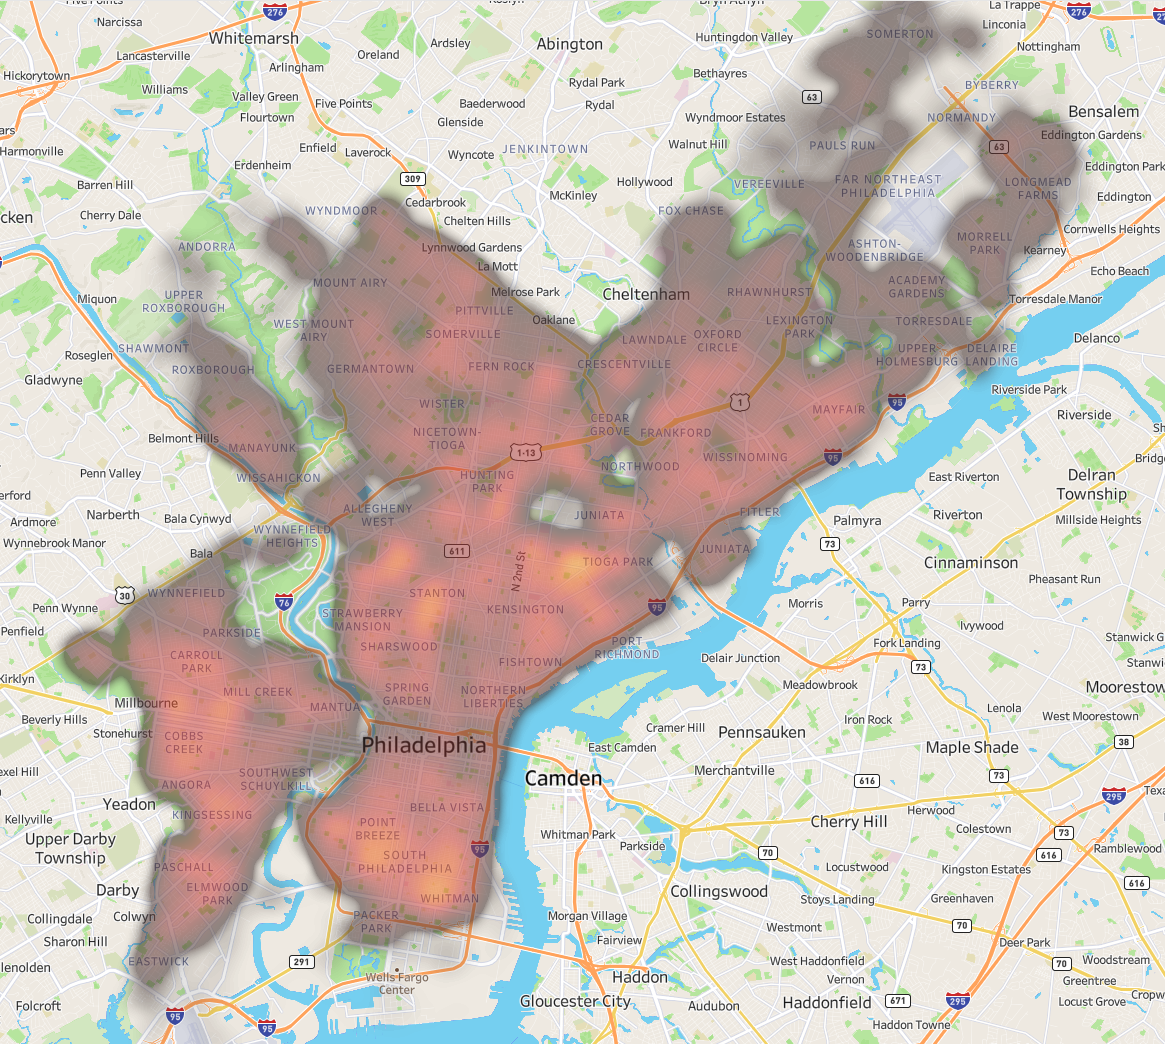 276
La Trappe
276
Narcissa
Linconia
Whitemarsh
Somerton
Huntingdon Valley
Ardsley
Abington
Nottingham
Lancasterville
Oreland
Arlingham
Hickorytown
Bethayres
Rydal Park
BYBERRY
Williams
Valley Green
Five Points
Baederwood
Rydal
63
Bensalem
Flourtown
Glenside
Wyndmoor Estates
NORMANDY
Eddington Gardens
Harmonville
Enfield
Laverock
Wyncote
JENKINTOWN
Walnut Hill
PAULS RUN
63
Erdenheim
Eddington Park
Barren Hill
309
Hollywood
VEREEVILLE
FAR NORTHEAST
PHILADELPHIA
LONGMEAD
FARMS
McKinley
Eddington
Cherry Dale
WYNDMOOR
Cedarbrook
FOX CHASE
Chelten Hills
Cornwells Heights
ANDORRA
Lynnwood Gardens
ASHTON-
WOODENBRIDGE
MORRELL
PARK
Kearney
La Mott
Echo Beach
MOUNT AIRY
Melrose Park
Cheltenham
RHAWNHURST
ACADEMY
GARDENS
Miquon
UPPER
ROXBOROUGH
Torresdale Manor
PITTVILLE
WEST MOUNT
AIRY
Oaklane
SOMERVILLE
LEXINGTON
PARK
TORRESDALE
OXFORD
CIRCLE
LAWNDALE
Delanco
SHAWMONT
Roseglen
UPPER
HOLMESBURG
DELAIRE
LANDING
ROXBOROUGH
GERMANTOWN
FERN ROCK
CRESCENTVILLE
Gladwyne
Riverside Park
WISTER
1
MAYFAIR
95
Riverside
CEDAR
GROVE
NICETOWN-
TIOGA
FRANKFORD
Belmont Hills
MANAYUNK
1-13
WISSINOMING
95
NORTHWOOD
Penn Valley
WISSAHICKON
HUNTING
PARK
East Riverton
Delran
Township
ALLEGHENY
WEST
JUNIATA
FITLER
Narberth
Bala Cynwyd
Ardmore
Palmyra
Riverton
Millside Heights
WYNNEFIELD
HEIGHTS
Wynnebrook Manor
Bala
611
N 2nd St
JUNIATA
73
TIOGA PARK
Cinnaminson
Pheasant Run
30
WYNNEFIELD
STANTON
76
Penn Wynne
KENSINGTON
95
Morris
Parry
STRAWBERRY
MANSION
Ivywood
Penfield
PARKSIDE
SHARSWOOD
PORT
RICHMOND
Fork Landing
CARROLL
PARK
FISHTOWN
Delair Junction
73
Meadowbrook
MILL CREEK
SPRING
GARDEN
NORTHERN
LIBERTIES
Millbourne
MANTUA
Lenola
Beverly Hills
Iron Rock
West Moorestown
Cramer Hill
Pennsauken
Stonehurst
COBBS
CREEK
Philadelphia
East Camden
Maple Shade
38
Camden
Merchantville
SOUTHWEST
SCHUYLKILL
616
73
ANGORA
295
Yeadon
BELLA VISTA
Herwood
KINGSESSING
Cherry Hill
Colestown
Kellyville
POINT
BREEZE
Whitman Park
73
Upper Darby
Township
Parkside
616
Ramblewood
SOUTH
PHILADELPHIA
95
70
PASCHALL
Locustwood
Kingston Estates
616
Darby
ELMWOOD
PARK
Collingswood
WHITMAN
Stoys Landing
Greenhaven
Collingdale
Colwyn
PACKER
PARK
Morgan Village
70
Westmont
Sharon Hill
Fairview
Deer Park
EASTWICK
291
West Haddonfield
70
Woodstream
Wells Fargo
Center
Haddon
Vernon
Greentree
Folcroft
Gloucester City
Audubon
Haddonfield
671
295
Locust Grove
95
95
Haddon Towne